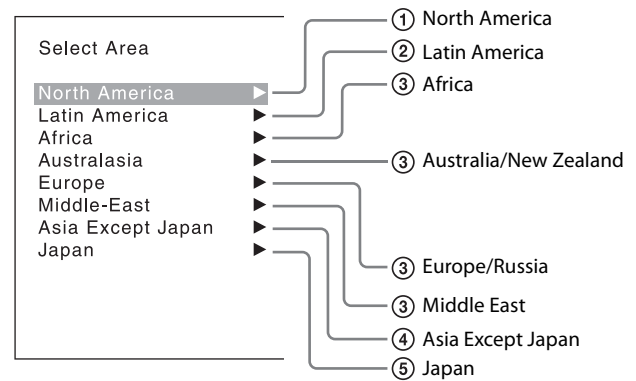 Select Area
North America ▶
Latin America ▶
Africa ▶
Australasia ▶
Europe ▶
Middle-East ▶
Asia Except Japan ▶
Japan ▶
① North America
② Latin America
③ Africa
③ Australia/New Zealand
③ Europe/Russia
③ Middle East
④ Asia Except Japan
⑤ Japan